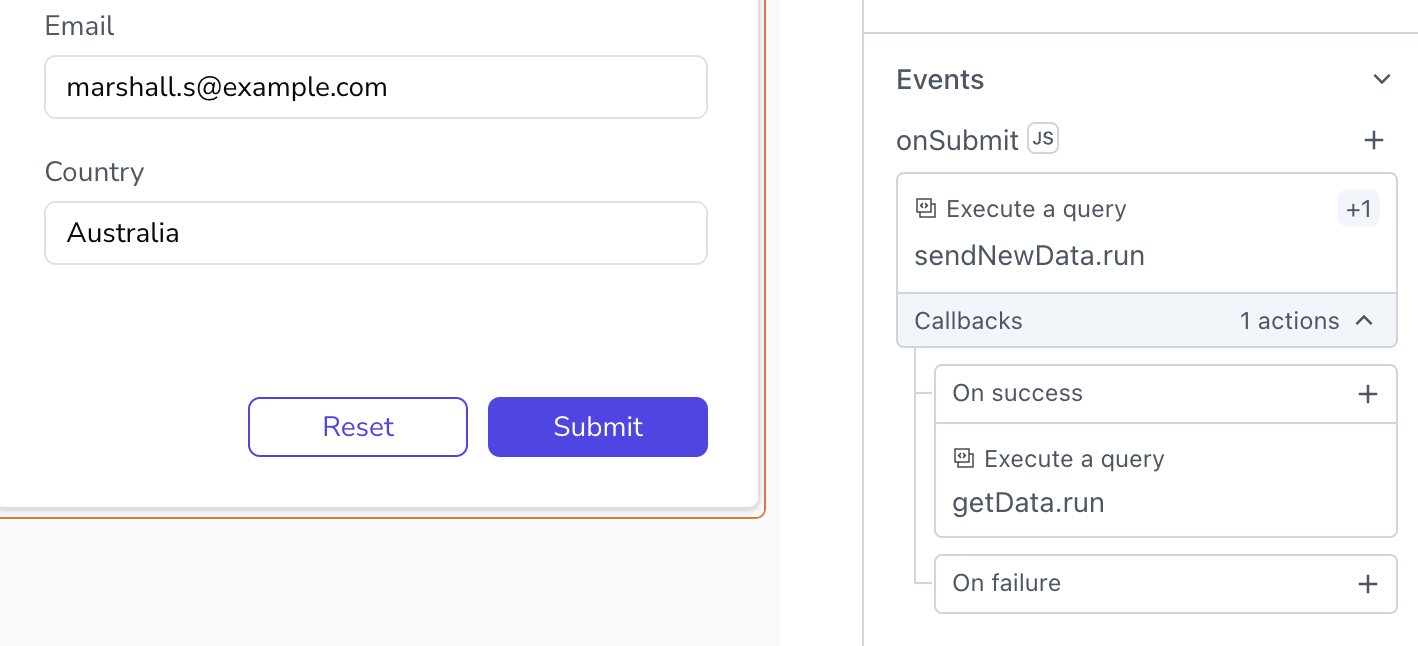 Email
marshall.s@example.com
Country
Australia
Reset
Submit
Events
onSubmit JS
Execute a query +1
sendNewData.run
Callbacks 1 actions
On success
Execute a query
getData.run
On failure